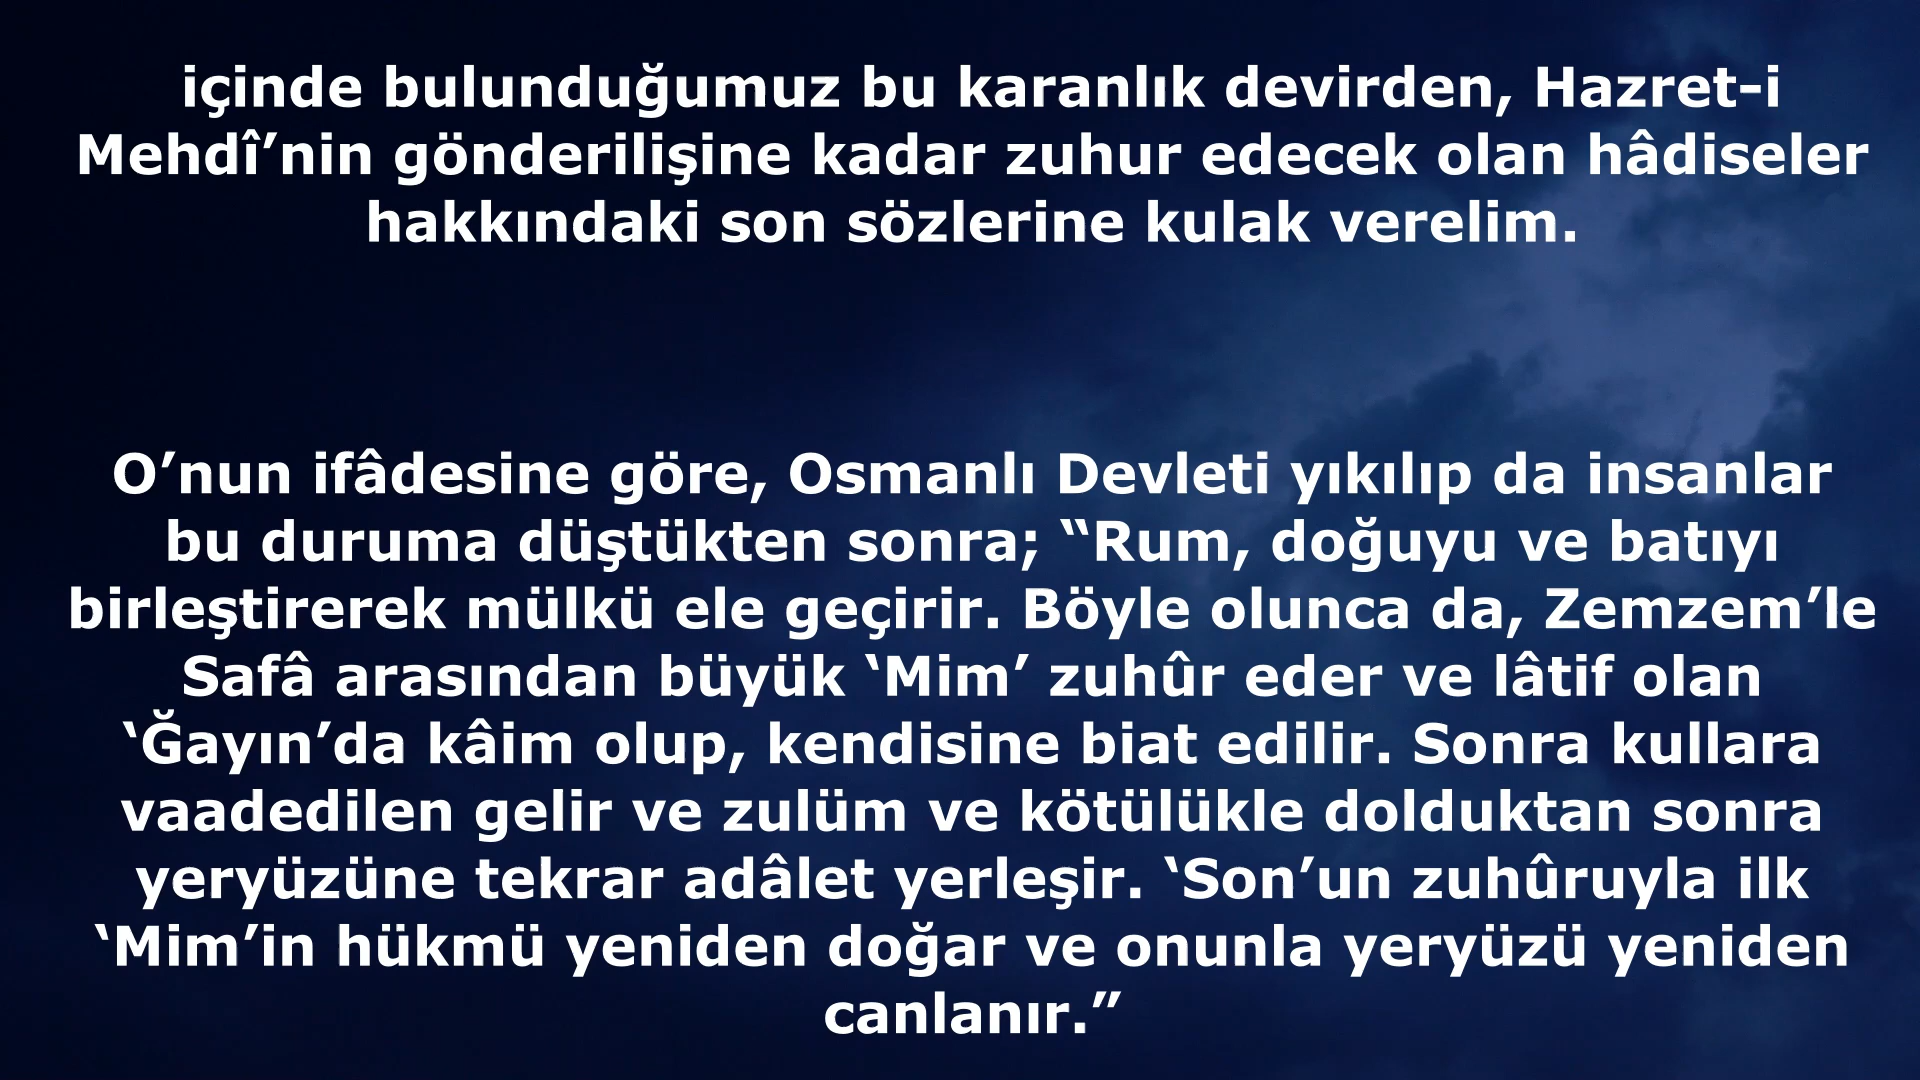 içinde bulunduğumuz bu karanlık devirden, Hazret-i
Mehdî’nin gönderilişine kadar zuhur edecek olan hâdiseler
hakkındaki son sözlerine kulak verelim.
O’nun ifâdesine göre, Osmanlı Devleti yıkılıp da insanlar
bu duruma düştükten sonra; “Rum, doğuyu ve batıyı
birleştirerek mülkü ele geçirir. Böyle olunca da, Zemzem’le
Safâ arasından büyük ‘Mim’ zuhûr eder ve lâtif olan
‘Ğayın’da kâim olup, kendisine biat edilir. Sonra kullara
vaadedilen gelir ve zulüm ve kötülükle dolduktan sonra
yeryüzüne tekrar adâlet yerleşir. ‘Son’un zuhûruyla ilk
‘Mim’in hükmü yeniden doğar ve onunla yeryüzü yeniden
canlanır.”